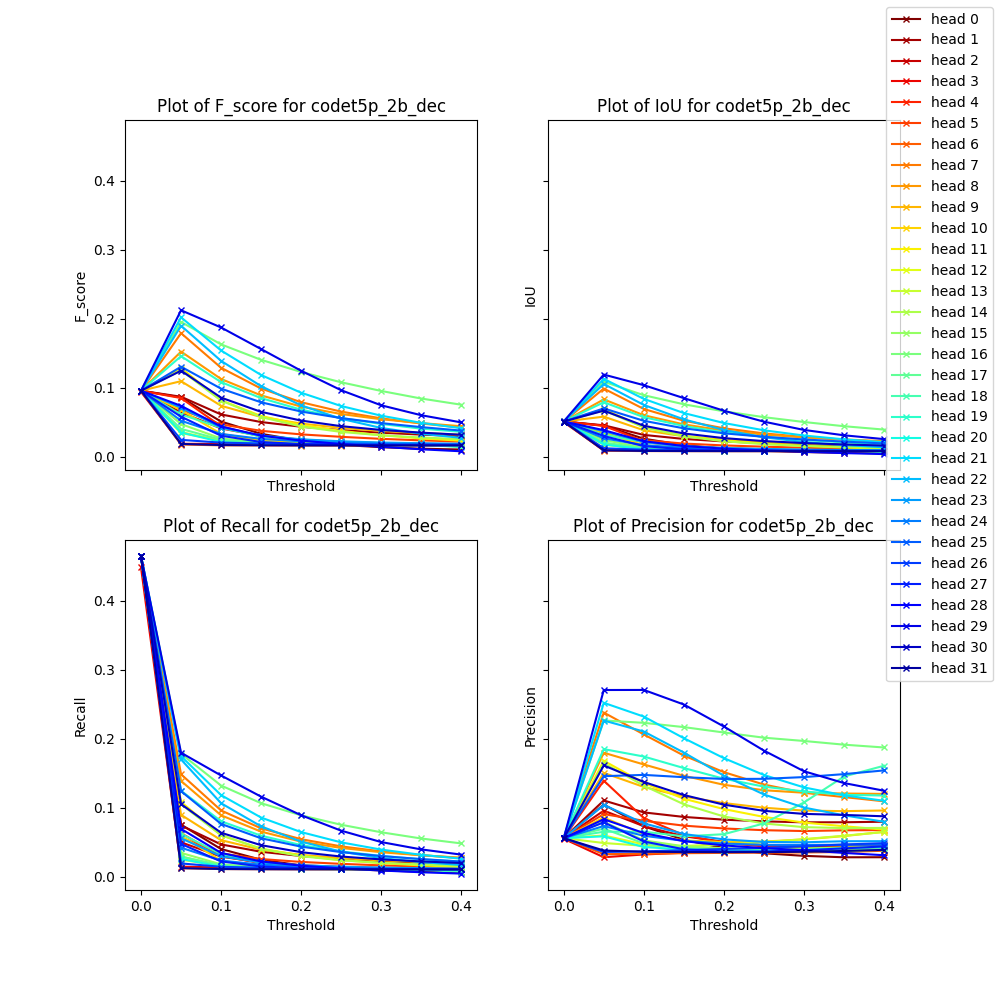 Plot of F_score for codet5p_2b_dec
F_score
0.4
0.3
0.2
0.1
0.0
Threshold
Plot of IoU for codet5p_2b_dec
IoU
Threshold
Plot of Recall for codet5p_2b_dec
Recall
0.4
0.3
0.2
0.1
0.0
0.0 0.1 0.2 0.3 0.4
Threshold
Plot of Precision for codet5p_2b_dec
Precision
0.0 0.1 0.2 0.3 0.4
Threshold
head 0
head 1
head 2
head 3
head 4
head 5
head 6
head 7
head 8
head 9
head 10
head 11
head 12
head 13
head 14
head 15
head 16
head 17
head 18
head 19
head 20
head 21
head 22
head 23
head 24
head 25
head 26
head 27
head 28
head 29
head 30
head 31